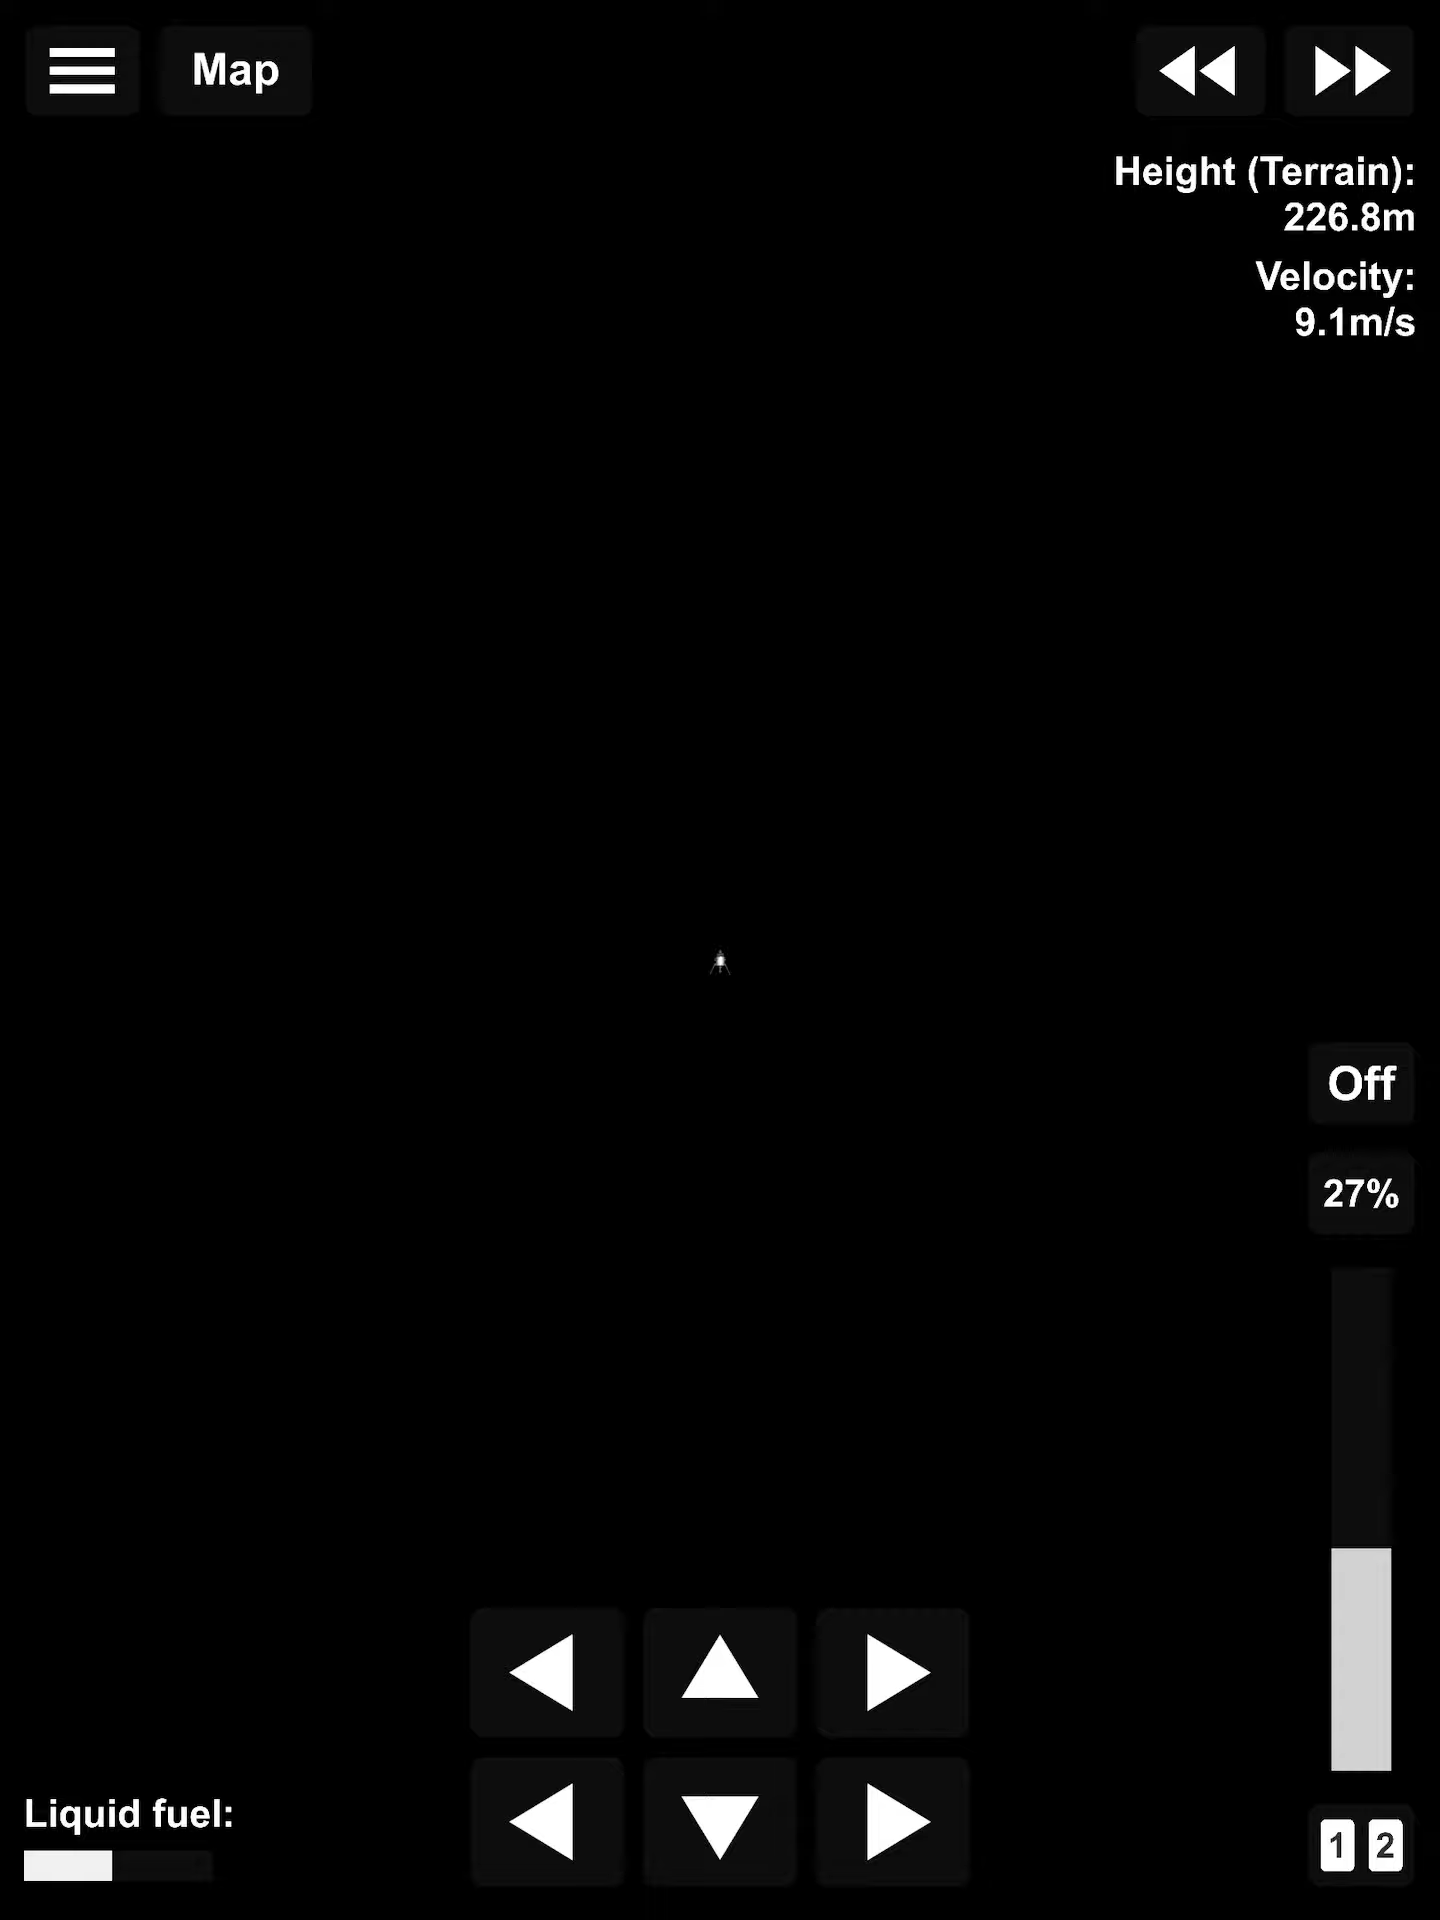 Map
Height (Terrain):
226.8m
Velocity:
9.1m/s
Off
27%
Liquid fuel:
1 2